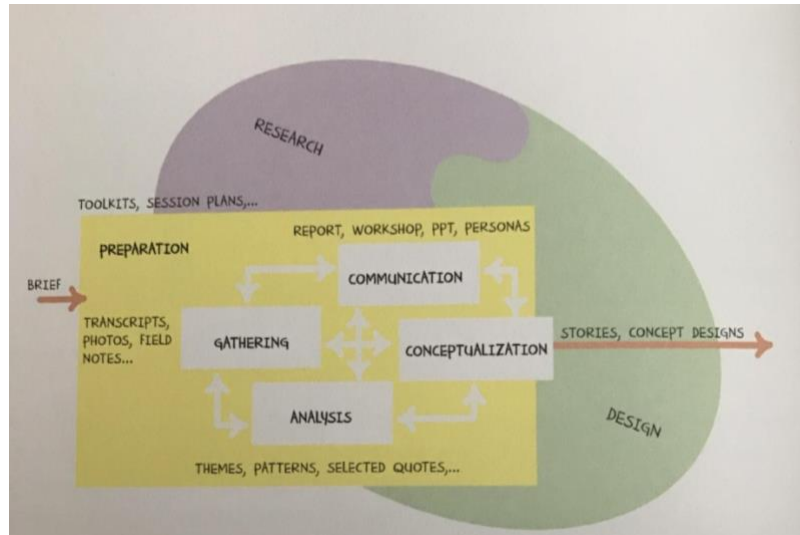 RESEARCH
TOOLKITS, SESSION PLANS,...
REPORT, WORKSHOP, PPT, PERSONAS
PREPARATION
COMMUNICATION
BRIEF
TRANSCRIPTS,
PHOTOS, FIELD
NOTES...
GATHERING
CONCEPTUALIZATION
STORIES, CONCEPT DESIGNS
ANALYSIS
DESIGN
THEMES, PATTERNS, SELECTED QUOTES,...